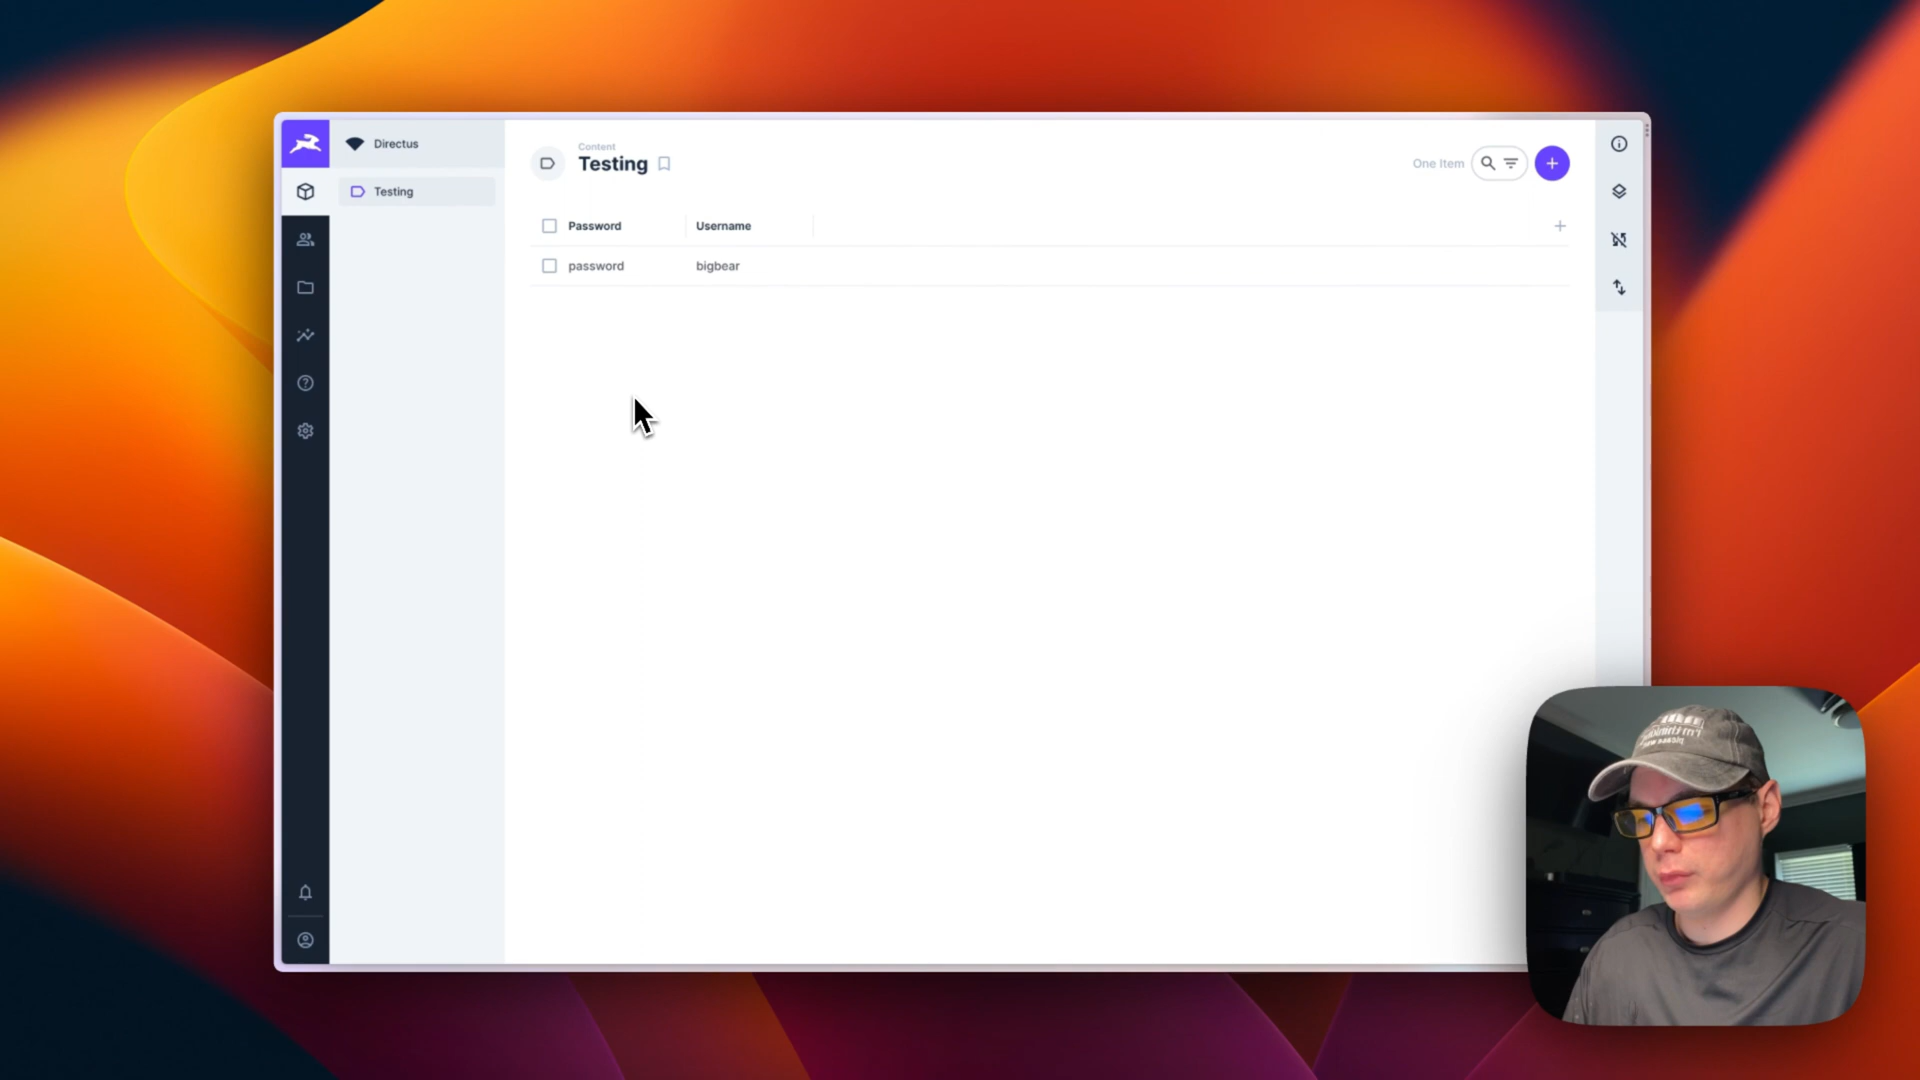 Directus
Testing
Content
Testing
One Item
Password Username
password bigbear